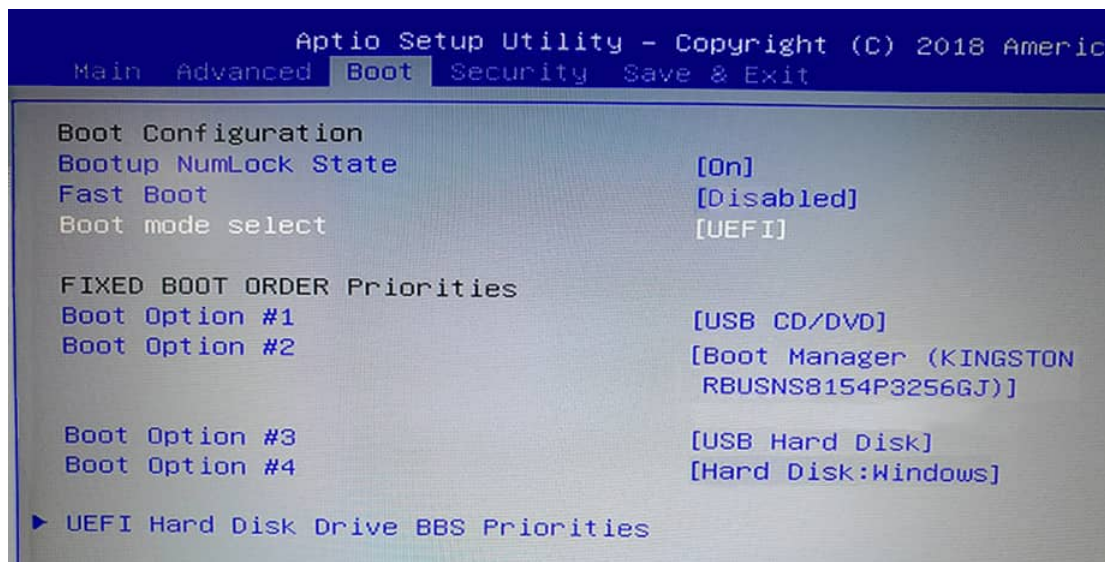 Aptio Setup Utility – Copyright (C) 2018 Americ
Main Advanced Boot Security Save & Exit
Boot Configuration
Bootup NumLock State [On]
Fast Boot [Disabled]
Boot mode select [UEFI]
FIXED BOOT ORDER Priorities
Boot Option #1 [USB CD/DVD]
Boot Option #2 [Boot Manager (KINGSTON
RBUSNS8154P3256GJ)]
Boot Option #3 [USB Hard Disk]
Boot Option #4 [Hard Disk:Windows]
► UEFI Hard Disk Drive BBS Priorities